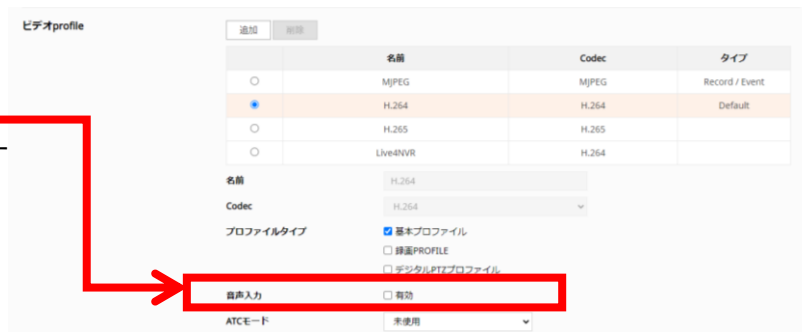 ビデオprofile 追加 削除
名前 Codec タイプ
MJPEG MJPEG Record / Event
H.264 H.264 Default
H.265 H.265
Live4NVR H.264
名前 H.264
Codec H.264
プロファイルタイプ 基本プロファイル
録画PROFILE
デジタルPTZプロファイル
音声入力 有効
ATCモード 未使用